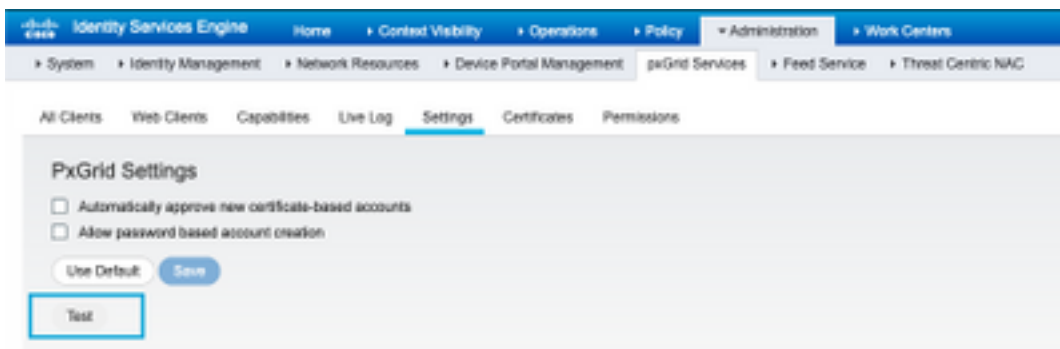 cisco Identity Services Engine Home Context Visibility Operations Policy Administration Work Centers
System Identity Management Network Resources Device Portal Management pxGrid Services Feed Service Threat Centric NAC
All Clients Web Clients Capabilities Live Log Settings Certificates Permissions
PxGrid Settings
Automatically approve new certificate-based accounts
Allow password based account creation
Use Default Save
Test